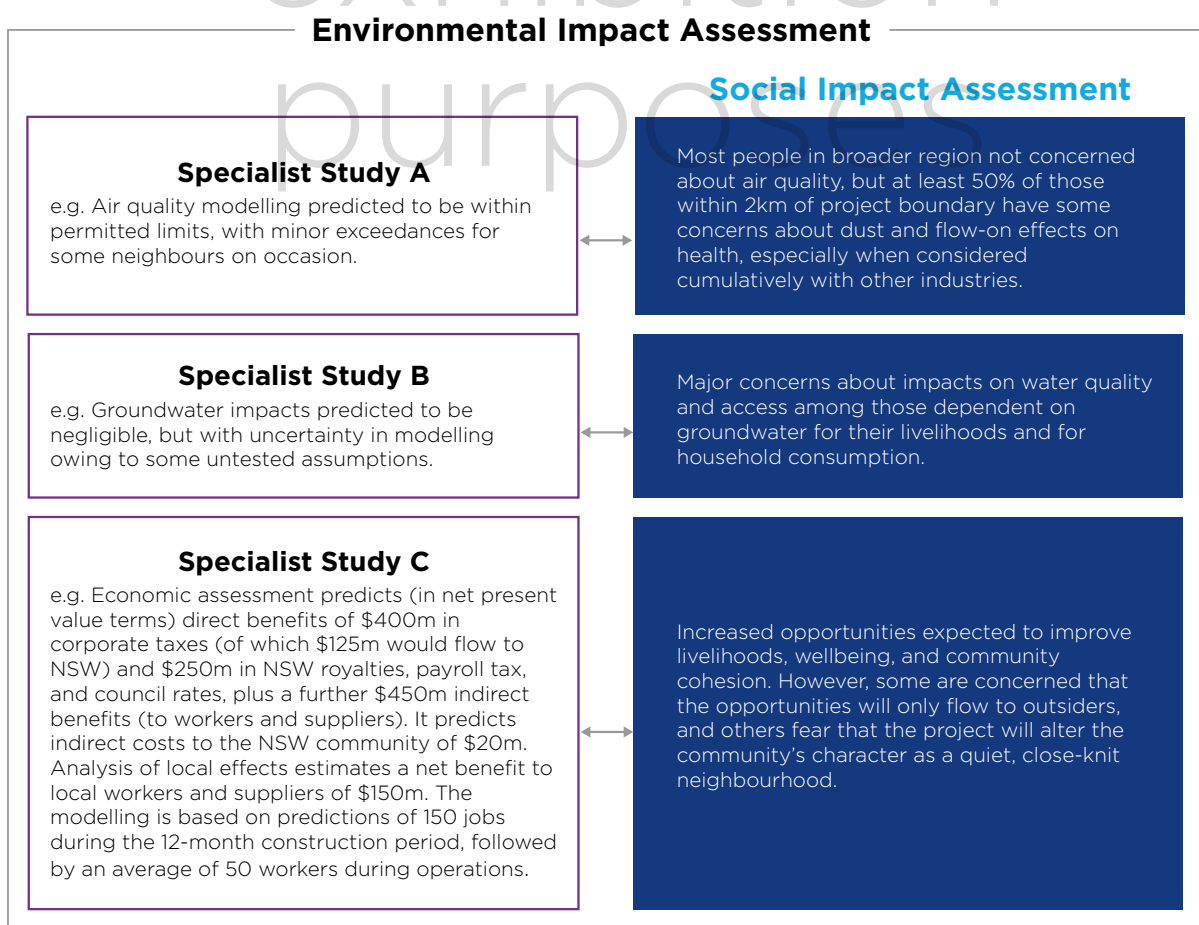 exhibition
Environmental Impact Assessment
purposes
Social Impact Assessment
Specialist Study A
e.g. Air quality modelling predicted to be within
permitted limits, with minor exceedances for
some neighbours on occasion.
Most people in broader region not concerned
about air quality, but at least 50% of those
within 2km of project boundary have some
concerns about dust and flow-on effects on
health, especially when considered
cumulatively with other industries.
Specialist Study B
e.g. Groundwater impacts predicted to be
negligible, but with uncertainty in modelling
owing to some untested assumptions.
Major concerns about impacts on water quality
and access among those dependent on
groundwater for their livelihoods and for
household consumption.
Specialist Study C
e.g. Economic assessment predicts (in net present
value terms) direct benefits of $400m in
corporate taxes (of which $125m would flow to
NSW) and $250m in NSW royalties, payroll tax,
and council rates, plus a further $450m indirect
benefits (to workers and suppliers). It predicts
indirect costs to the NSW community of $20m.
Analysis of local effects estimates a net benefit to
local workers and suppliers of $150m. The
modelling is based on predictions of 150 jobs
during the 12-month construction period, followed
by an average of 50 workers during operations.
Increased opportunities expected to improve
livelihoods, wellbeing, and community
cohesion. However, some are concerned that
the opportunities will only flow to outsiders,
and others fear that the project will alter the
community's character as a quiet, close-knit
neighbourhood.